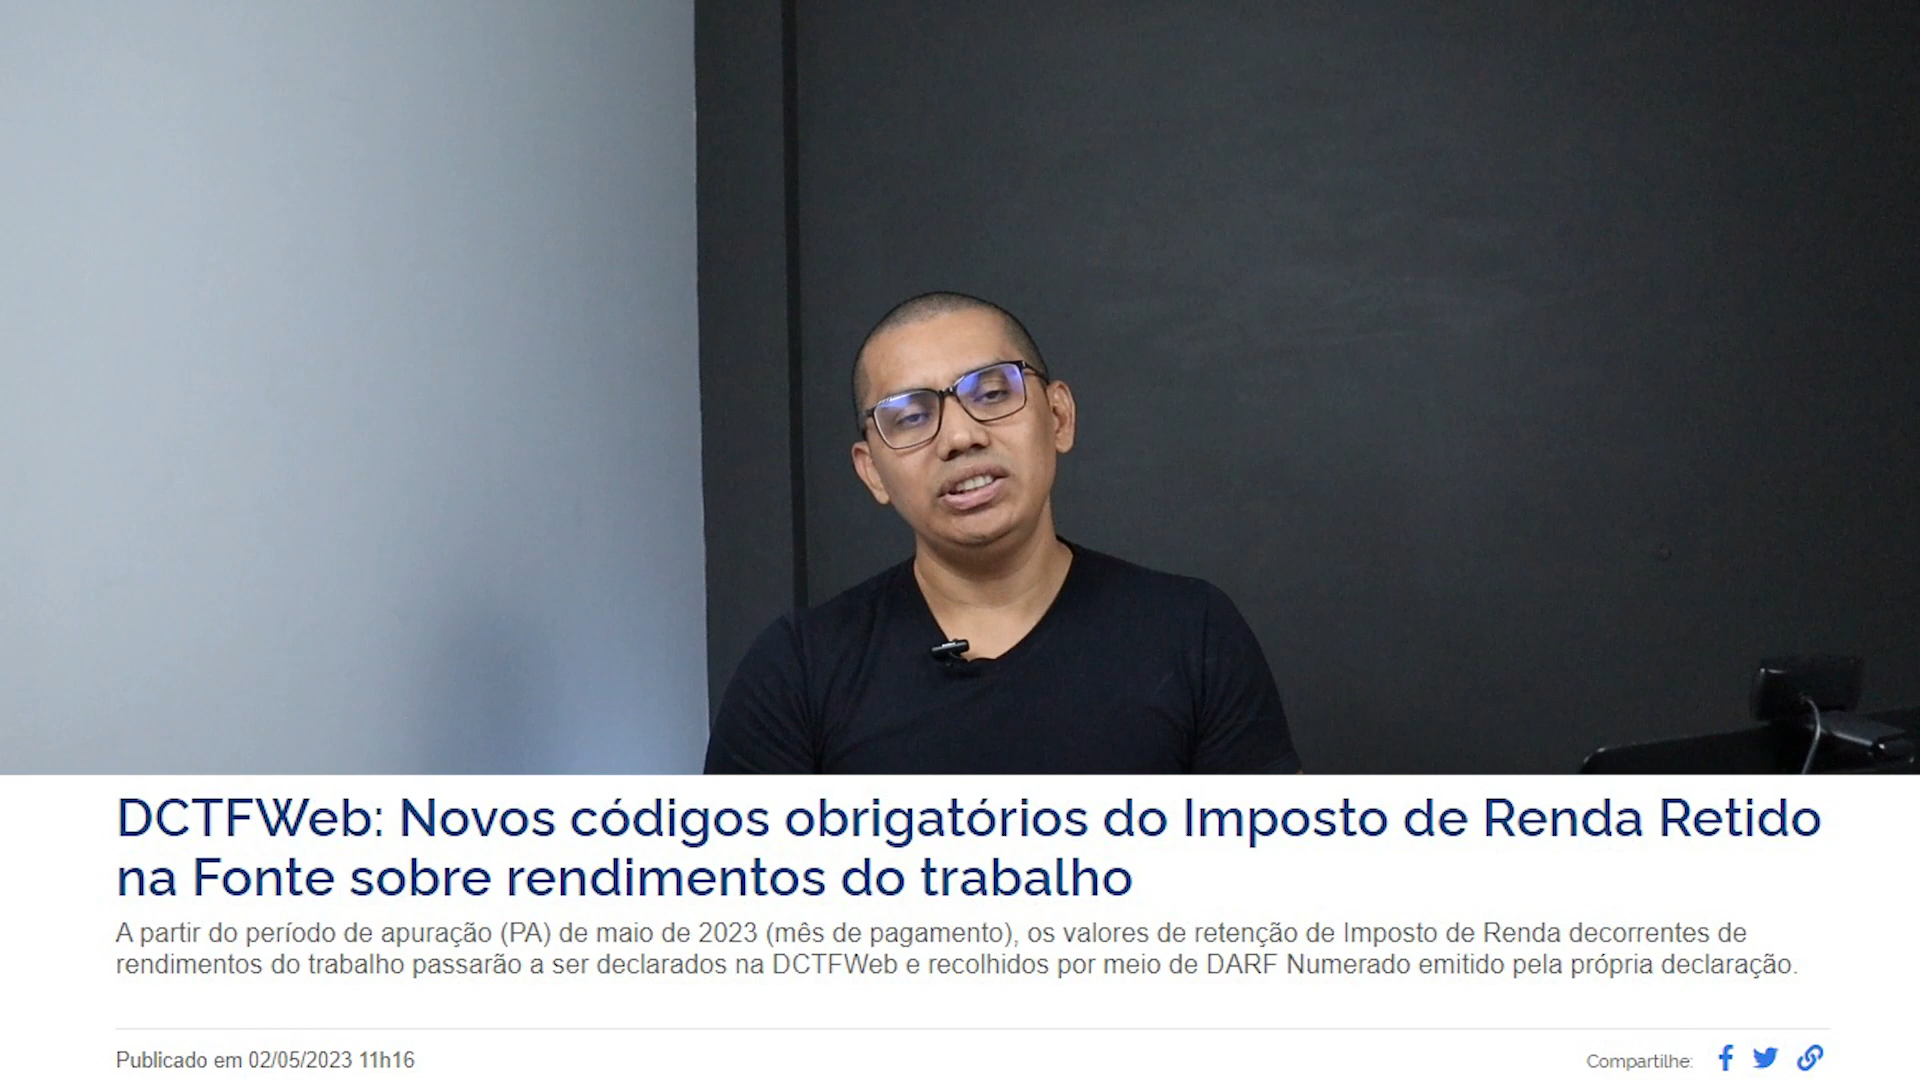 DCTFWeb: Novos códigos obrigatórios do Imposto de Renda Retido
na Fonte sobre rendimentos do trabalho
A partir do período de apuração (PA) de maio de 2023 (mês de pagamento), os valores de retenção de Imposto de Renda decorrentes de
rendimentos do trabalho passarão a ser declarados na DCTFWeb e recolhidos por meio de DARF Numerado emitido pela própria declaração.
Publicado em 02/05/2023 11h16
Compartilhe: